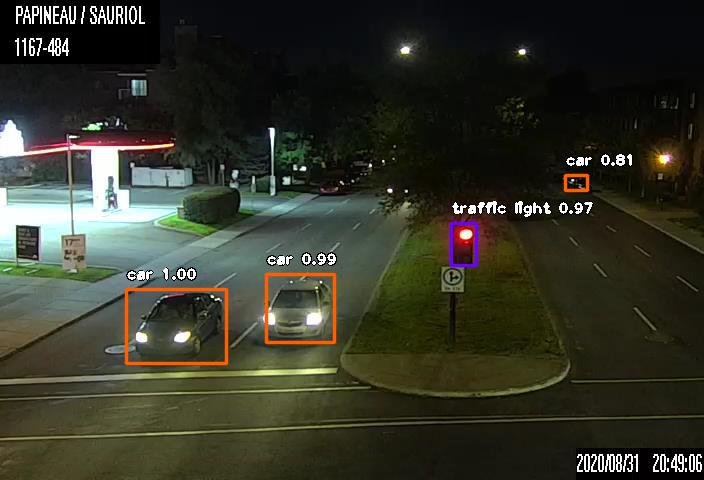 PAPINEAU / SAURIOL
1167-484
car 0.81
traffic light 0.97
car 0.99
car 1.00
2020/08/31 20:49:06